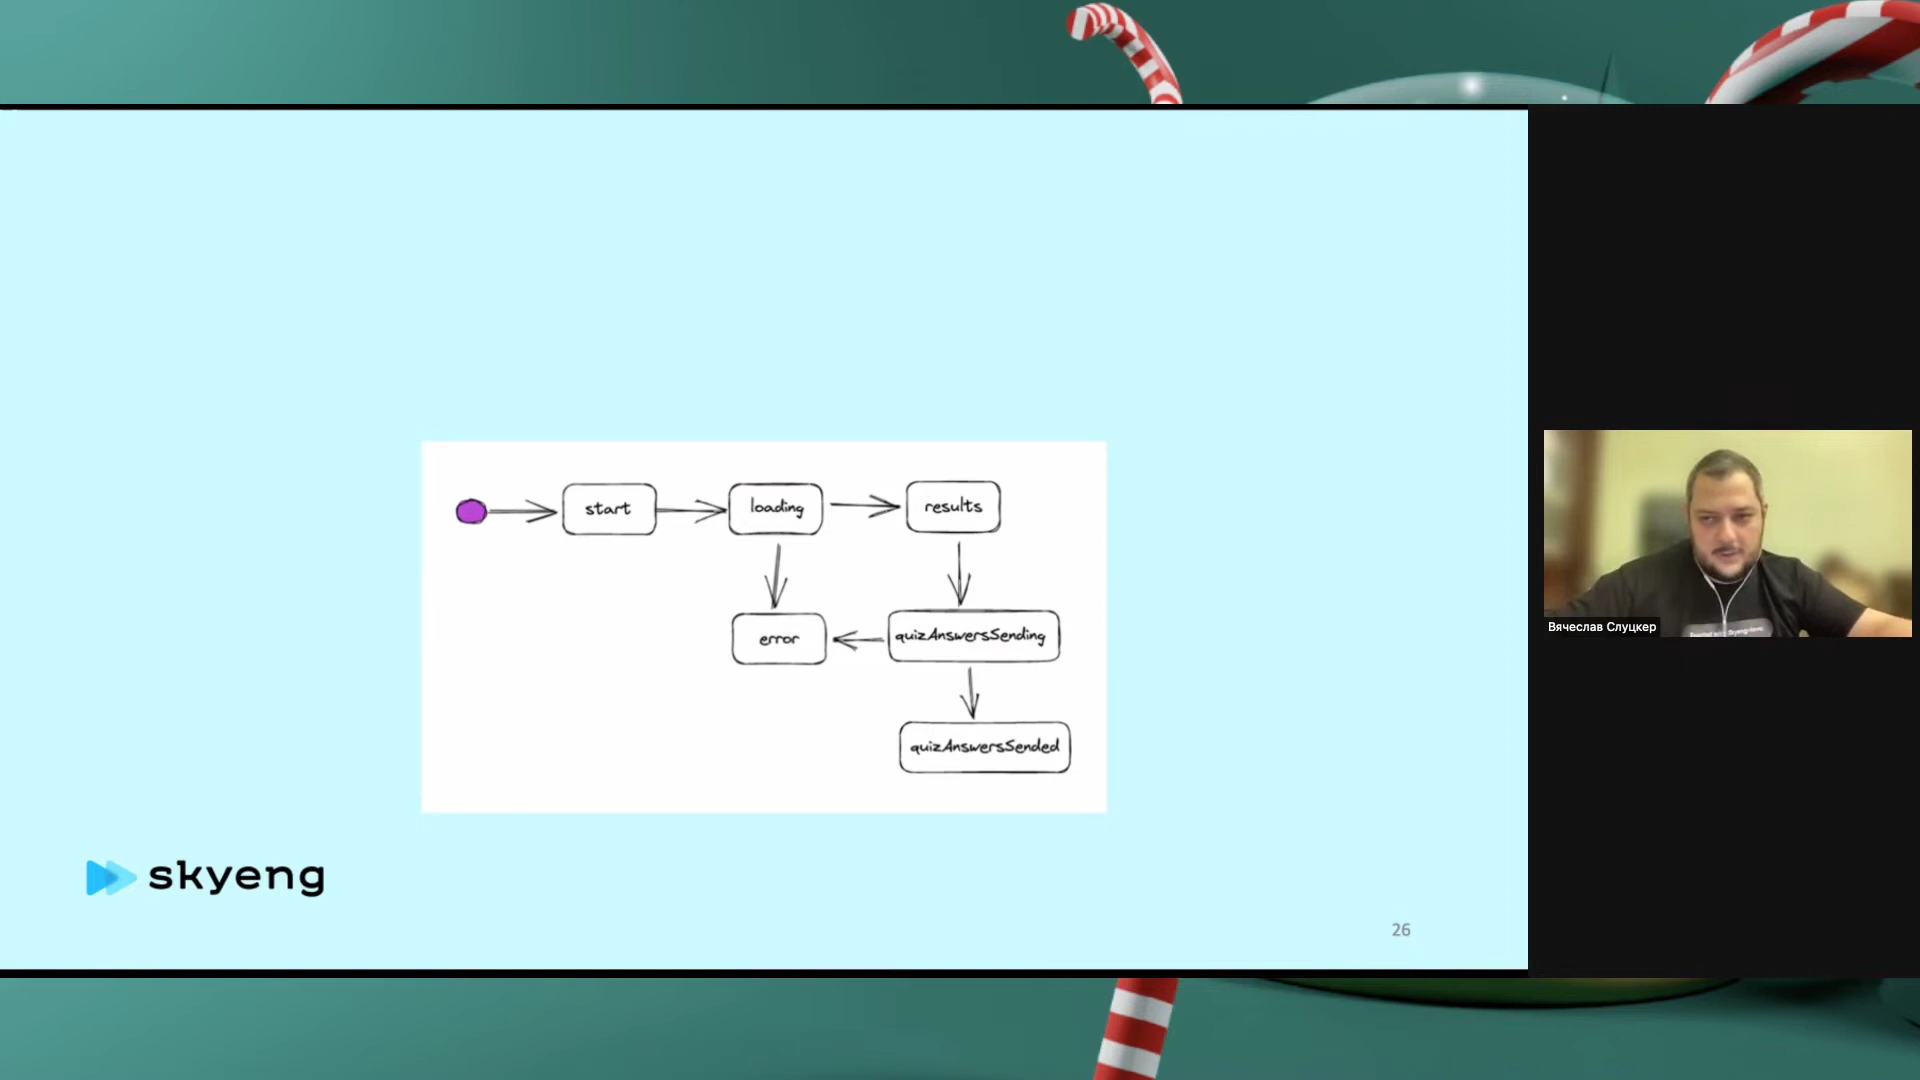 start
loading
results
error
quizAnswersSending
quizAnswersSended
Вячеслав Слуцкер
skyeng
26